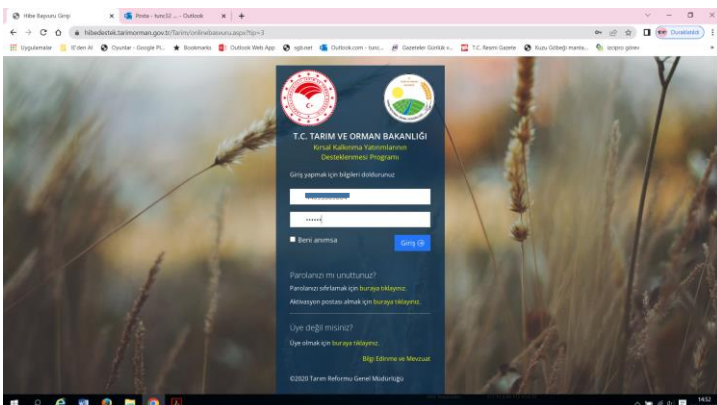 Hibe Başvuru Girişi
Posta - tunc32 ... - Outlook
hibedestek.tarimorman.gov.tr/Tarim/onlinebasvuru.aspx?tip=3
Duraklatıldı
Uygulamalar
Oyunlar - Google Pl...
Bookmarks
Outlook Web App
sgb.net
Outlook.com - tunc...
Gazeteler Günlük v...
T.C. Resmi Gazete
Kuzu Göbeği manta...
T.C. TARIM VE ORMAN BAKANLIĞI
Kırsal Kalkınma Yatırımlarının
Desteklenmesi Programı
Giriş yapmak için bilgileri doldurunuz
Beni anımsa
Giriş
Parolanızı mı unuttunuz?
Parolanızı sıfırlamak için buraya tıklayınız.
Aktivasyon postası almak için buraya tıklayınız.
Üye değil misiniz?
Üye olmak için buraya tıklayınız.
Bilgi Edinme ve Mevzuat
©2020 Tarım Reformu Genel Müdürlüğü
14:52